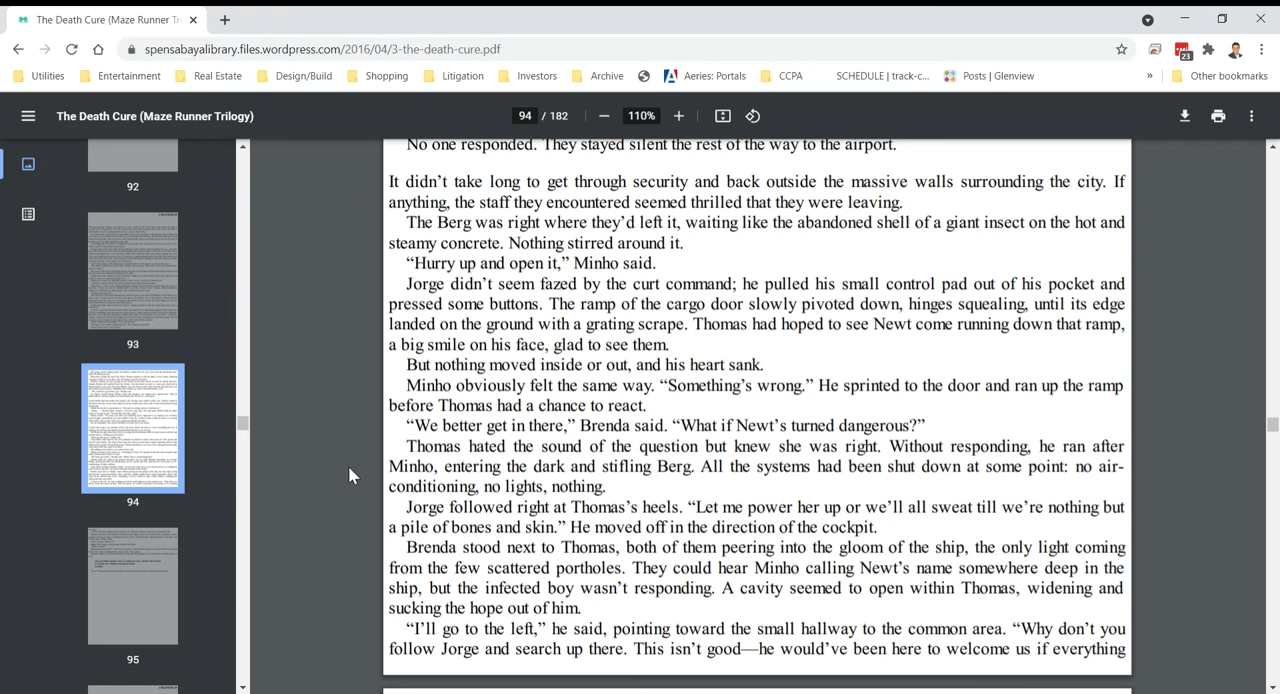 The Death Cure (Maze Runner Tri
spensabayalibrary.files.wordpress.com/2016/04/3-the-death-cure.pdf
23
Utilities
Entertainment
Real Estate
Design/Build
Shopping
Litigation
Investors
Archive
Aeries: Portals
CCPA
SCHEDULE | track-c...
Posts | Glenview
»
Other bookmarks
The Death Cure (Maze Runner Trilogy)
94 / 182
110%
92
93
94
95
No one responded. They stayed silent the rest of the way to the airport.
It didn’t take long to get through security and back outside the massive walls surrounding the city. If
anything, the staff they encountered seemed thrilled that they were leaving.
The Berg was right where they’d left it, waiting like the abandoned shell of a giant insect on the hot and
steamy concrete. Nothing stirred around it.
“Hurry up and open it,” Minho said.
Jorge didn’t seem fazed by the curt command; he pulled his small control pad out of his pocket and
pressed some buttons. The ramp of the cargo door slowly pivoted down, hinges squealing, until its edge
landed on the ground with a grating scrape. Thomas had hoped to see Newt come running down that ramp,
a big smile on his face, glad to see them.
But nothing moved inside or out, and his heart sank.
Minho obviously felt the same way. “Something’s wrong.” He sprinted to the door and ran up the ramp
before Thomas had a chance to react.
“We better get in there,” Brenda said. “What if Newt’s turned dangerous?”
Thomas hated the sound of the question but knew she was right. Without responding, he ran after
Minho, entering the dark and stifling Berg. All the systems had been shut down at some point: no air-
conditioning, no lights, nothing.
Jorge followed right at Thomas’s heels. “Let me power her up or we’ll all sweat till we’re nothing but
a pile of bones and skin.” He moved off in the direction of the cockpit.
Brenda stood next to Thomas, both of them peering into the gloom of the ship, the only light coming
from the few scattered portholes. They could hear Minho calling Newt’s name somewhere deep in the
ship, but the infected boy wasn’t responding. A cavity seemed to open within Thomas, widening and
sucking the hope out of him.
“I’ll go to the left,” he said, pointing toward the small hallway to the common area. “Why don’t you
follow Jorge and search up there. This isn’t good—he would’ve been here to welcome us if everything